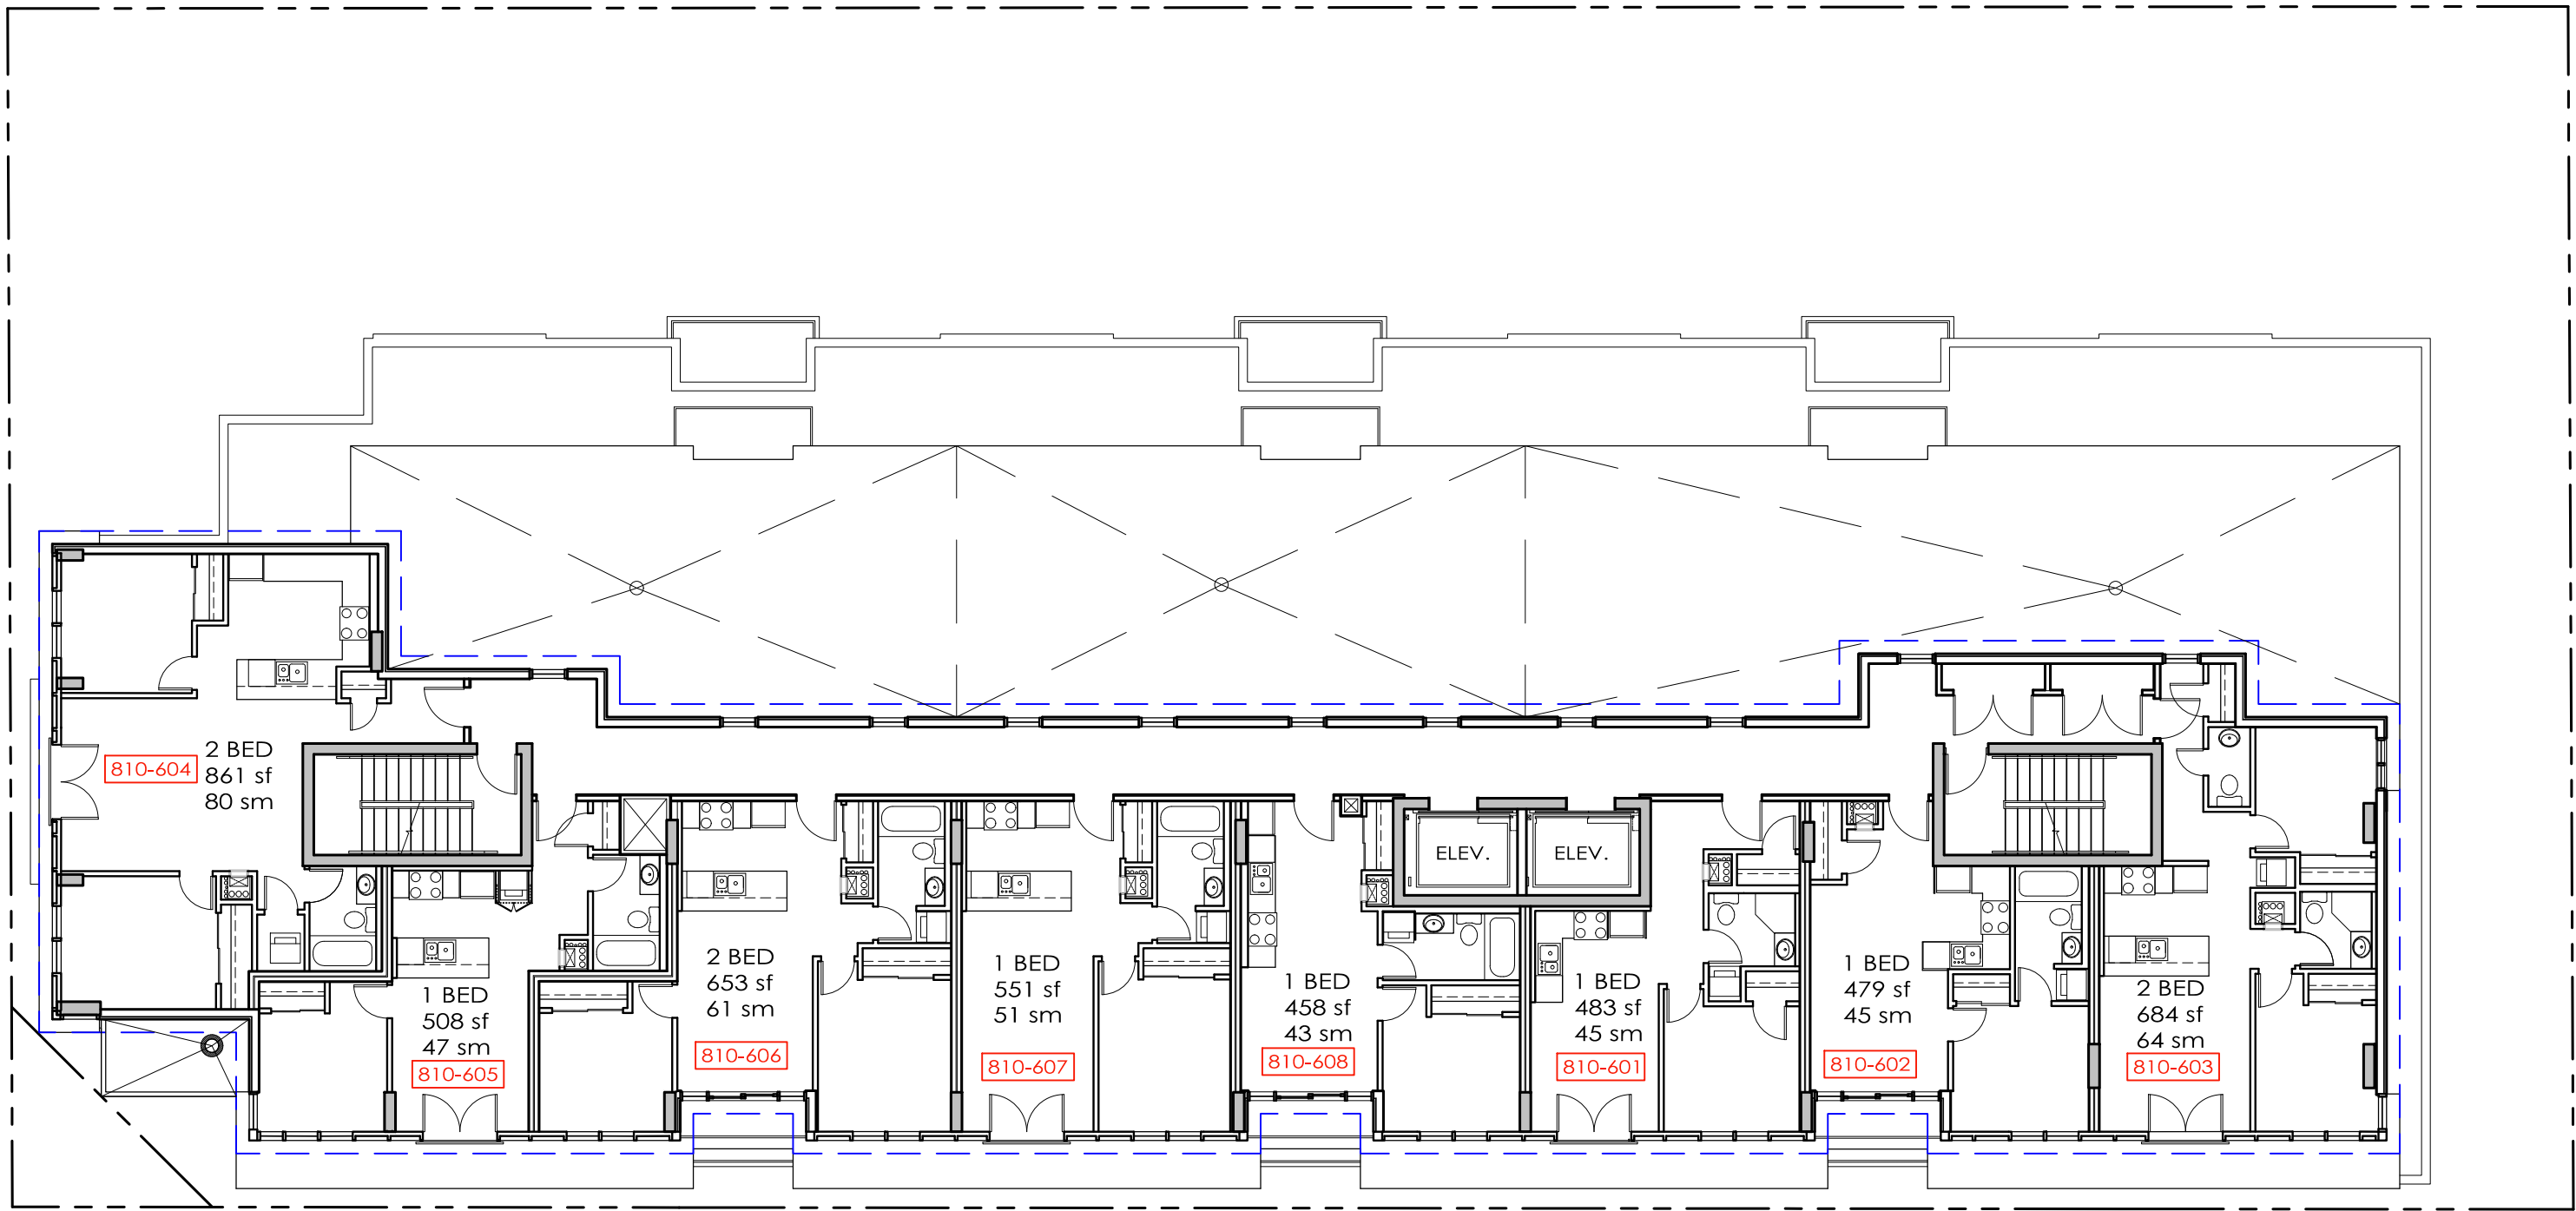 810-604
2 BED
861 sf
80 sm
1 BED
508 sf
47 sm
810-605
2 BED
653 sf
61 sm
810-606
1 BED
551 sf
51 sm
810-607
1 BED
458 sf
43 sm
810-608
ELEV.
ELEV.
1 BED
483 sf
45 sm
810-601
1 BED
479 sf
45 sm
810-602
2 BED
684 sf
64 sm
810-603